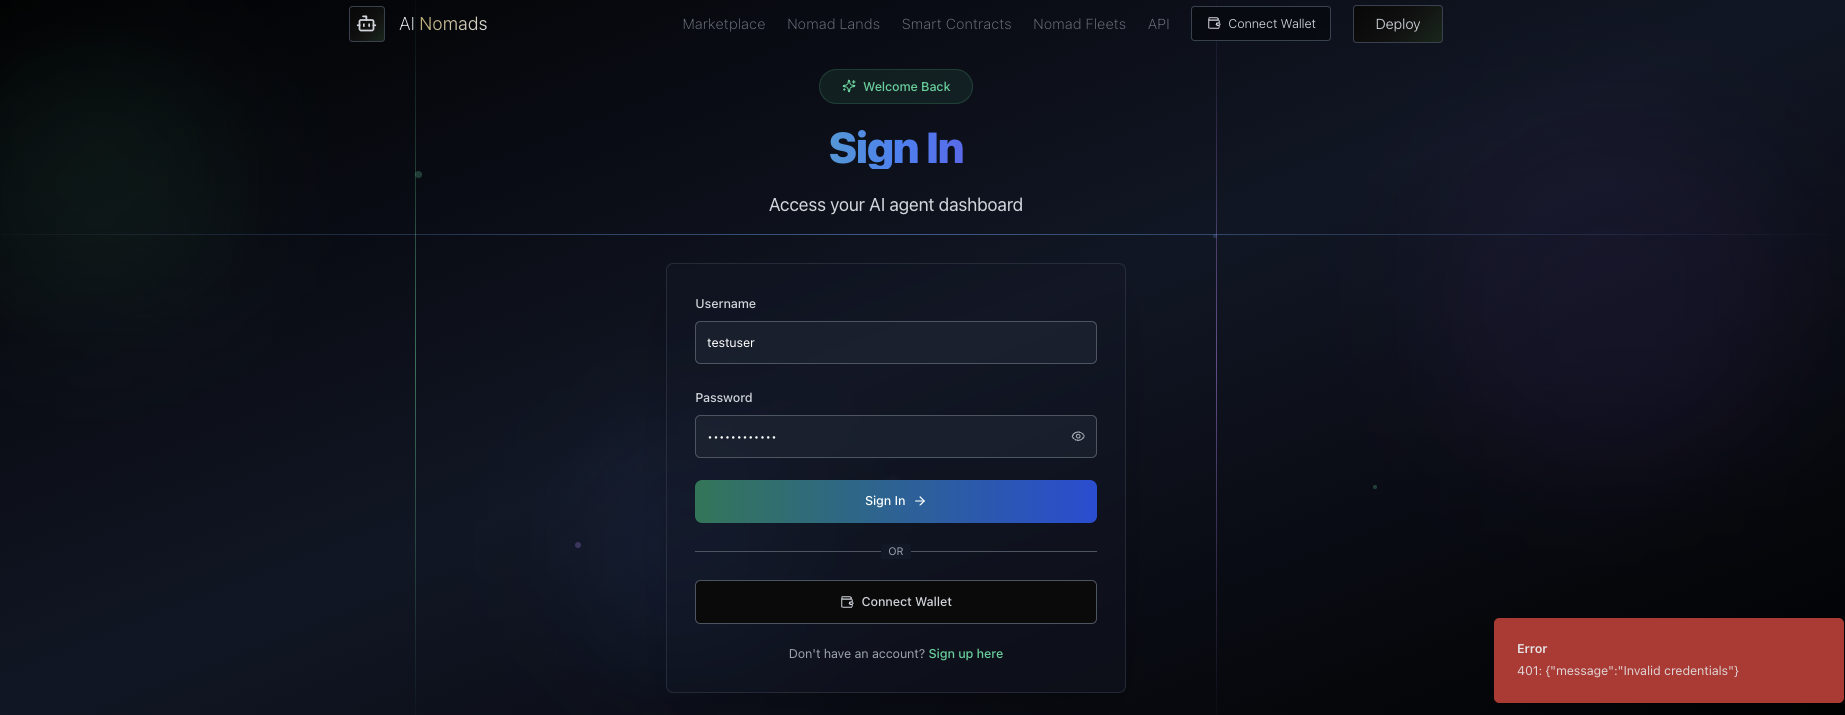 AI Nomads
Marketplace
Nomad Lands
Smart Contracts
Nomad Fleets
API
Connect Wallet
Deploy
Welcome Back
Sign In
Access your AI agent dashboard
Username
testuser
Password
••••••••••••
Sign In →
OR
Connect Wallet
Don't have an account? Sign up here
Error
401: {"message":"Invalid credentials"}